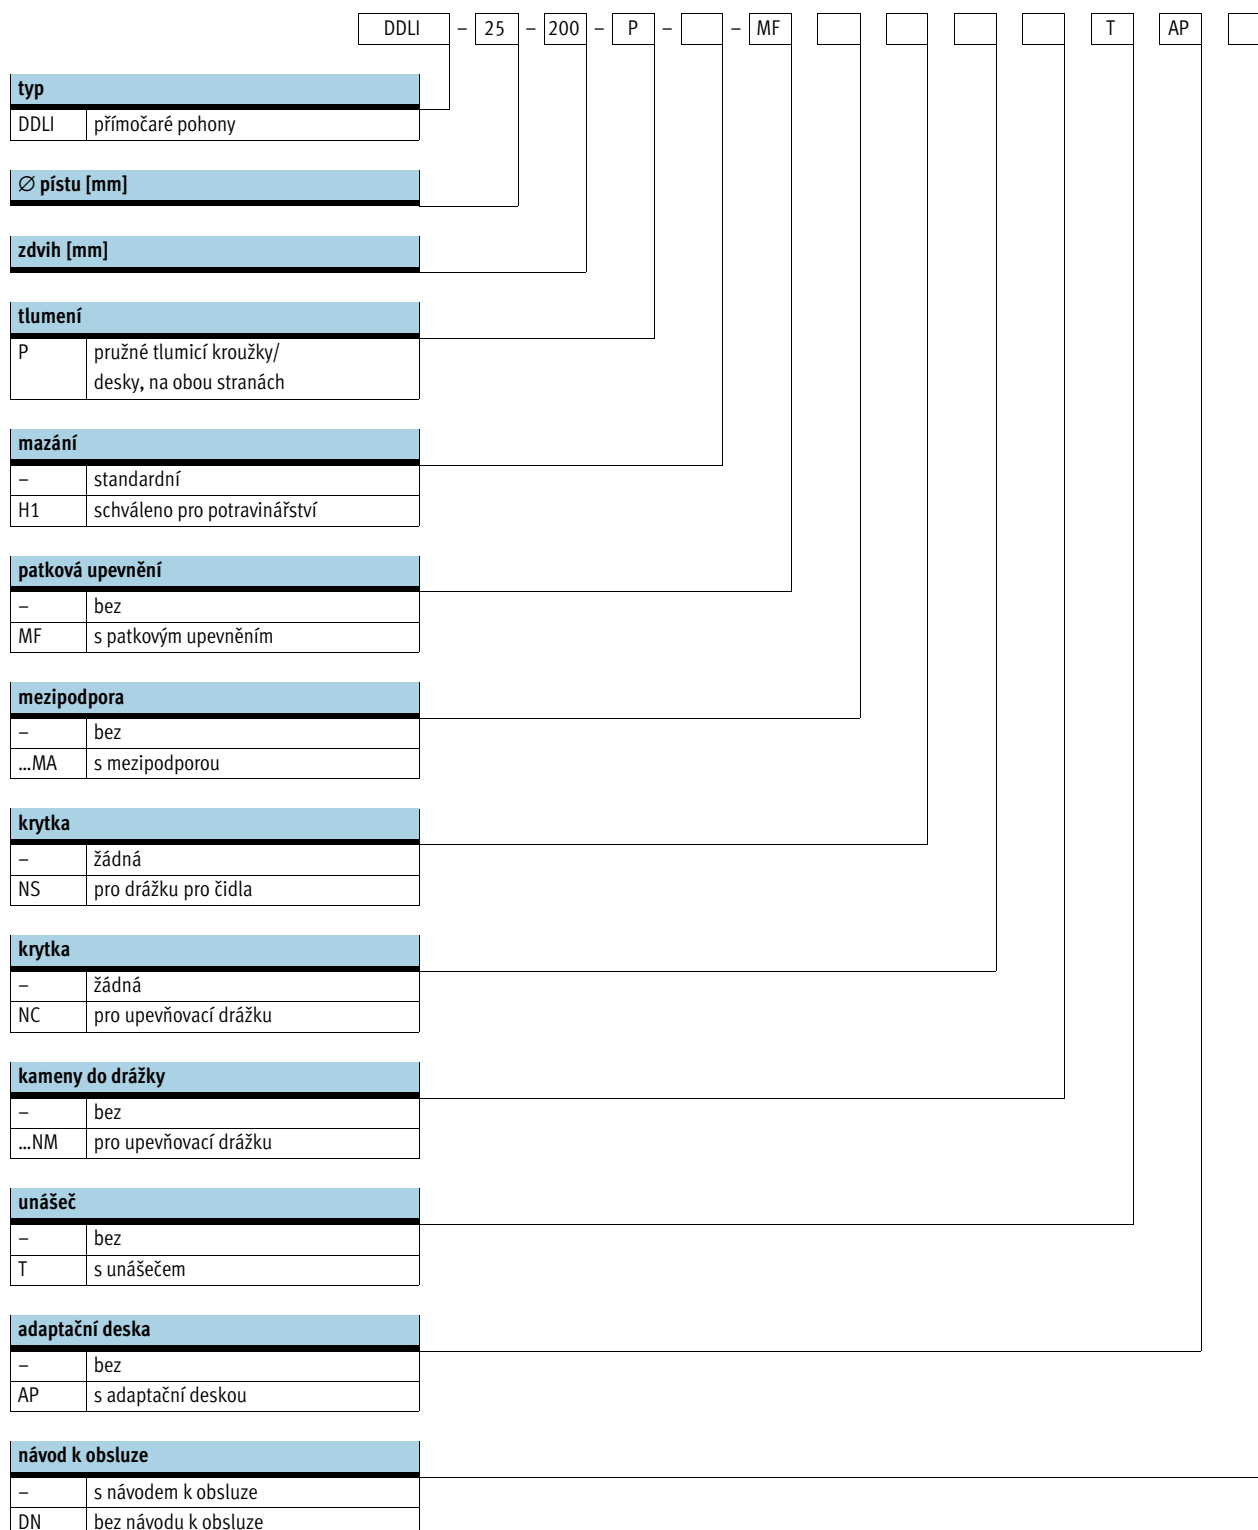 DDLI – 25 – 200 – P – – MF T AP
typ
DDLI přímočaré pohony
∅ pístu [mm]
zdvih [mm]
tlumení
P pružné tlumicí kroužky/
desky, na obou stranách
mazání
– standardní
H1 schváleno pro potravinářství
patková upevnění
– bez
MF s patkovým upevněním
mezipodpora
– bez
...MA s mezipodporou
krytka
– žádná
NS pro drážku pro čidla
krytka
– žádná
NC pro upevňovací drážku
kameny do drážky
– bez
...NM pro upevňovací drážku
unášeč
– bez
T s unášečem
adaptační deska
– bez
AP s adaptační deskou
návod k obsluze
– s návodem k obsluze
DN bez návodu k obsluze